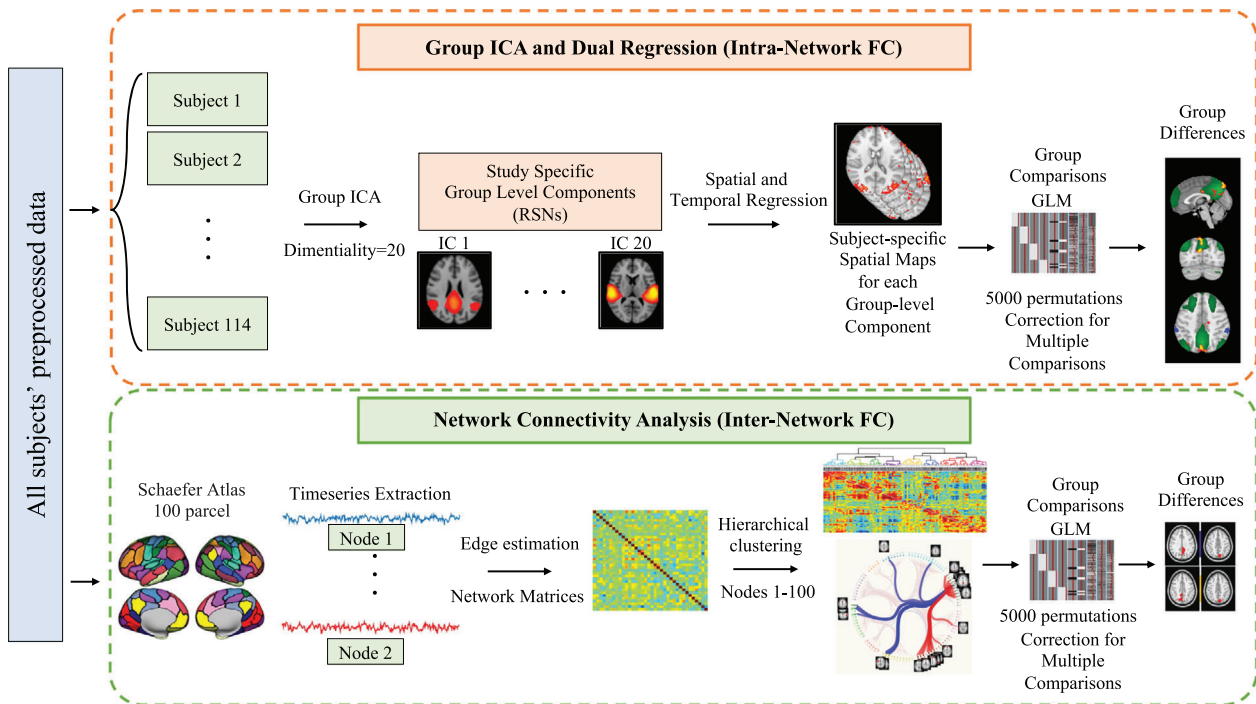 All subjects' preprocessed data
Group ICA and Dual Regression (Intra-Network FC)
Subject 1
Subject 2
Subject 114
Group ICA
Dimentiality=20
Study Specific
Group Level Components
(RSNs)
IC 1
IC 20
Spatial and
Temporal Regression
Subject-specific
Spatial Maps
for each
Group-level
Component
Group
Comparisons
GLM
5000 permutations
Correction for
Multiple
Comparisons
Group
Differences
Network Connectivity Analysis (Inter-Network FC)
Schaefer Atlas
100 parcel
Timeseries Extraction
Node 1
Node 2
Edge estimation
Network Matrices
Hierarchical
clustering
Nodes 1-100
Group
Comparisons
GLM
5000 permutations
Correction for
Multiple
Comparisons
Group
Differences